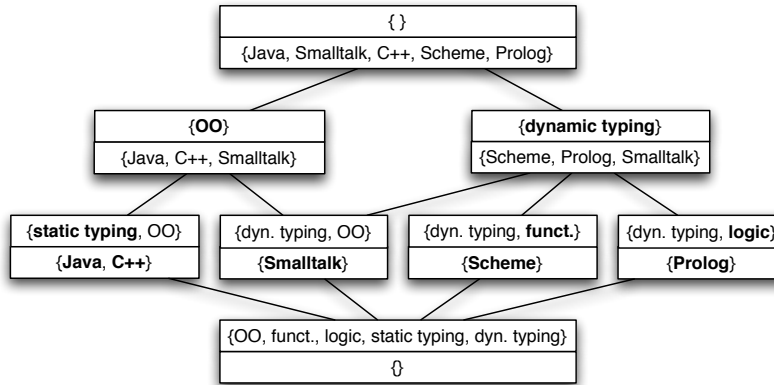 { }
{Java, Smalltalk, C++, Scheme, Prolog}
{OO}
{Java, C++, Smalltalk}
{dynamic typing}
{Scheme, Prolog, Smalltalk}
{static typing, OO}
{Java, C++}
{dyn. typing, OO}
{Smalltalk}
{dyn. typing, funct.}
{Scheme}
{dyn. typing, logic}
{Prolog}
{OO, funct., logic, static typing, dyn. typing}
{}